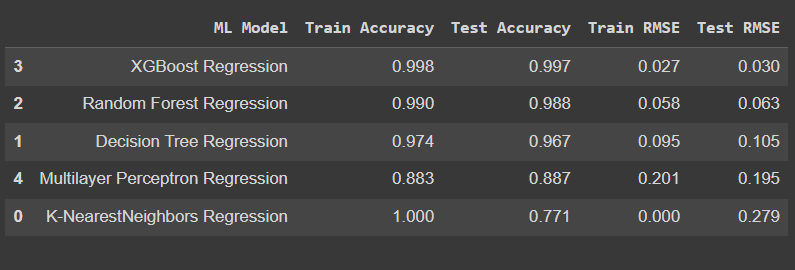 ML Model Train Accuracy Test Accuracy Train RMSE Test RMSE
3 XGBoost Regression 0.998 0.997 0.027 0.030
2 Random Forest Regression 0.990 0.988 0.058 0.063
1 Decision Tree Regression 0.974 0.967 0.095 0.105
4 Multilayer Perceptron Regression 0.883 0.887 0.201 0.195
0 K-NearestNeighbors Regression 1.000 0.771 0.000 0.279